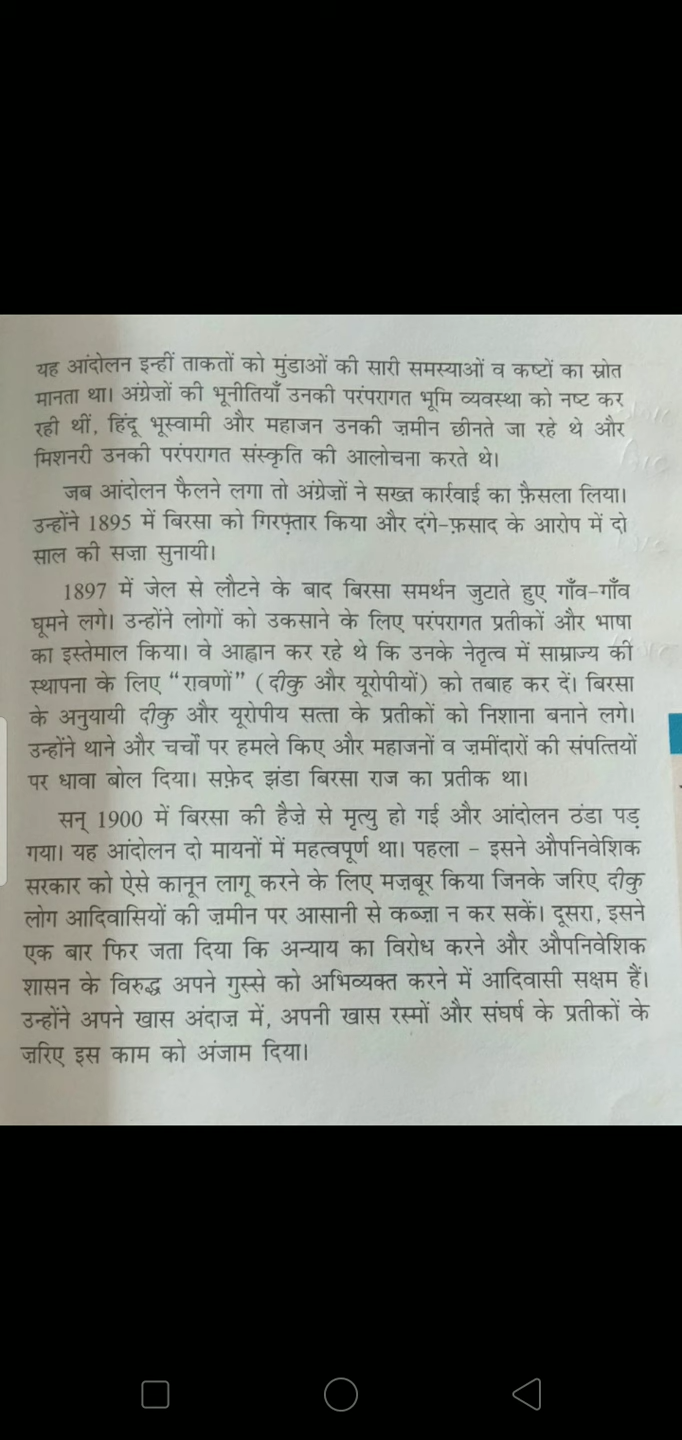 यह आंदोलन इन्हीं ताकतों को मुंडाओं की सारी समस्याओं व कष्टों का स्रोत
मानता था। अंग्रेज़ों की भूनीतियाँ उनकी परंपरागत भूमि व्यवस्था को नष्ट कर
रही थीं, हिंदू भूस्वामी और महाजन उनकी ज़मीन छीनते जा रहे थे और
मिशनरी उनकी परंपरागत संस्कृति की आलोचना करते थे।
जब आंदोलन फैलने लगा तो अंग्रेज़ों ने सख्त कार्रवाई का फ़ैसला लिया।
उन्होंने 1895 में बिरसा को गिरफ़्तार किया और दंगे-फ़साद के आरोप में दो
साल की सज़ा सुनायी।
1897 में जेल से लौटने के बाद बिरसा समर्थन जुटाते हुए गाँव-गाँव
घूमने लगे। उन्होंने लोगों को उकसाने के लिए परंपरागत प्रतीकों और भाषा
का इस्तेमाल किया। वे आह्वान कर रहे थे कि उनके नेतृत्व में साम्राज्य की
स्थापना के लिए “रावणों” (दीकु और यूरोपीयों) को तबाह कर दें। बिरसा
के अनुयायी दीकु और यूरोपीय सत्ता के प्रतीकों को निशाना बनाने लगे।
उन्होंने थाने और चर्चों पर हमले किए और महाजनों व ज़मींदारों की संपत्तियों
पर धावा बोल दिया। सफ़ेद झंडा बिरसा राज का प्रतीक था।
सन् 1900 में बिरसा की हैज़े से मृत्यु हो गई और आंदोलन ठंडा पड़
गया। यह आंदोलन दो मायनों में महत्वपूर्ण था। पहला – इसने औपनिवेशिक
सरकार को ऐसे कानून लागू करने के लिए मज़बूर किया जिनके जरिए दीकु
लोग आदिवासियों की ज़मीन पर आसानी से कब्ज़ा न कर सकें। दूसरा, इसने
एक बार फिर जता दिया कि अन्याय का विरोध करने और औपनिवेशिक
शासन के विरुद्ध अपने गुस्से को अभिव्यक्त करने में आदिवासी सक्षम हैं।
उन्होंने अपने खास अंदाज़ में, अपनी खास रस्मों और संघर्ष के प्रतीकों के
ज़रिए इस काम को अंजाम दिया।